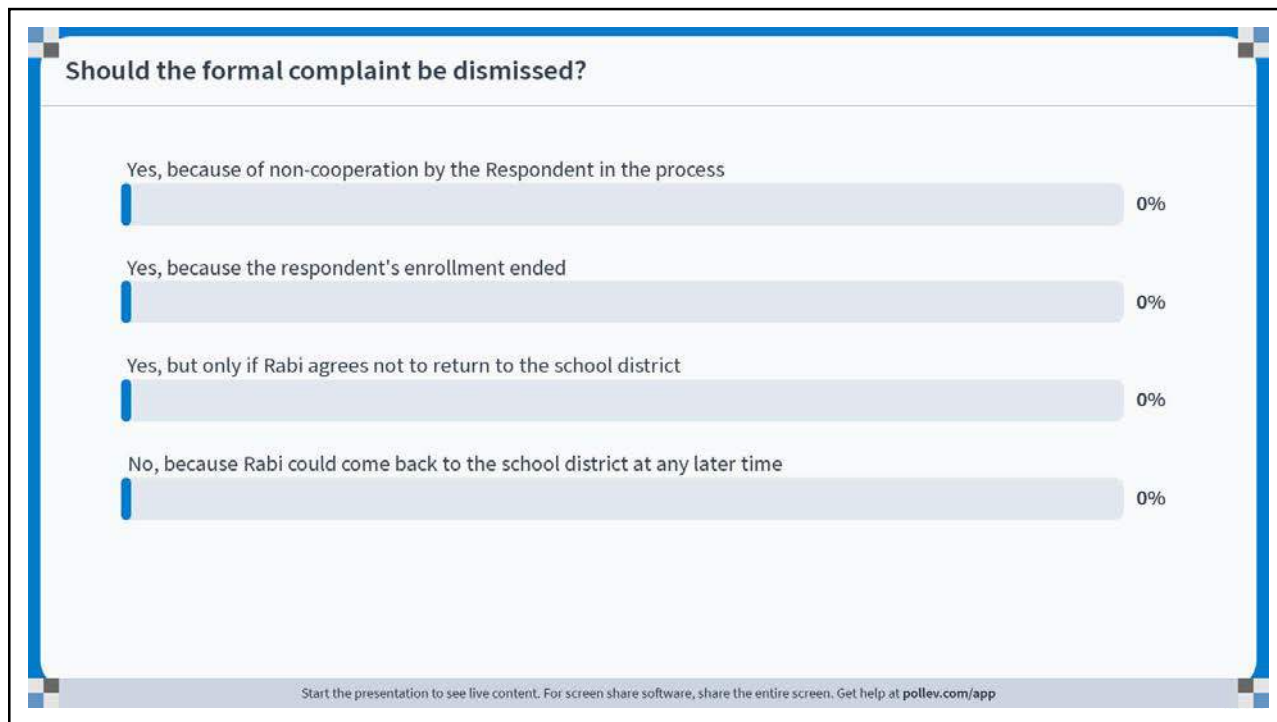 Should the formal complaint be dismissed?
Yes, because of non-cooperation by the Respondent in the process
0%
Yes, because the respondent's enrollment ended
0%
Yes, but only if Rabi agrees not to return to the school district
0%
No, because Rabi could come back to the school district at any later time
0%
Start the presentation to see live content. For screen share software, share the entire screen. Get help at pollev.com/app